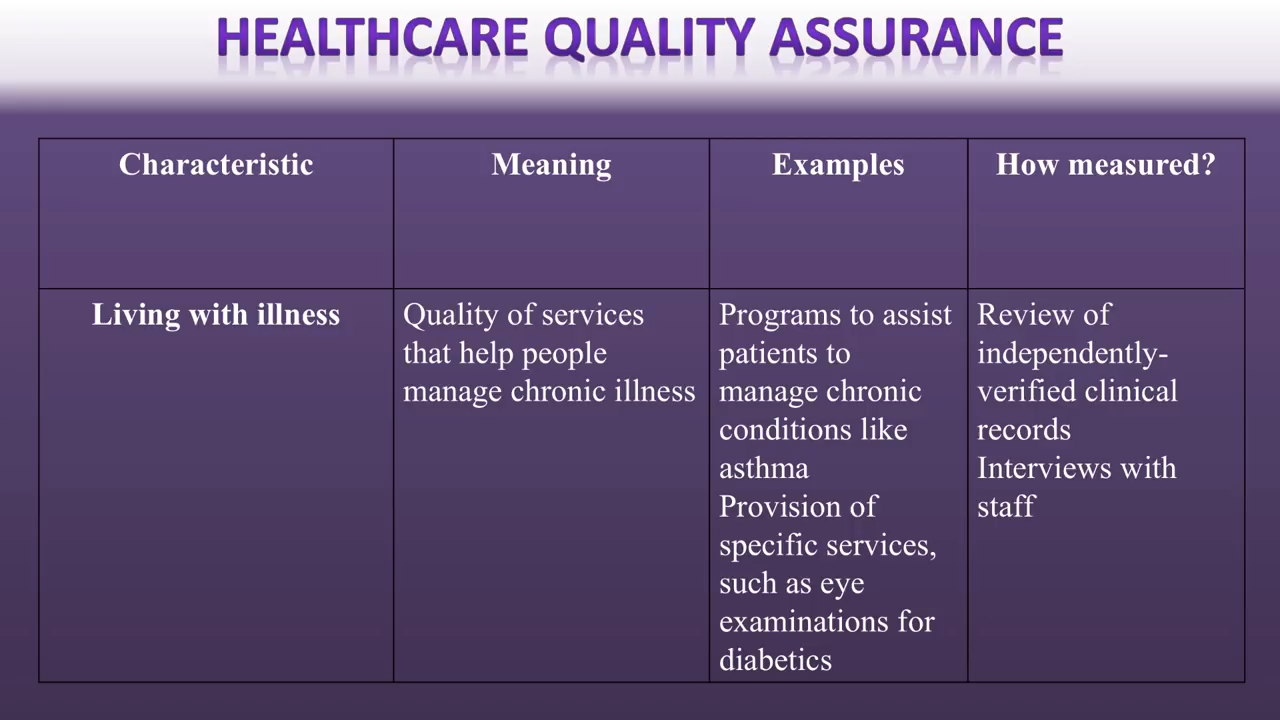 HEALTHCARE QUALITY ASSURANCE
Characteristic
Meaning
Examples
How measured?
Living with illness
Quality of services
that help people
manage chronic illness
Programs to assist
patients to
manage chronic
conditions like
asthma
Provision of
specific services,
such as eye
examinations for
diabetics
Review of
independently-
verified clinical
records
Interviews with
staff